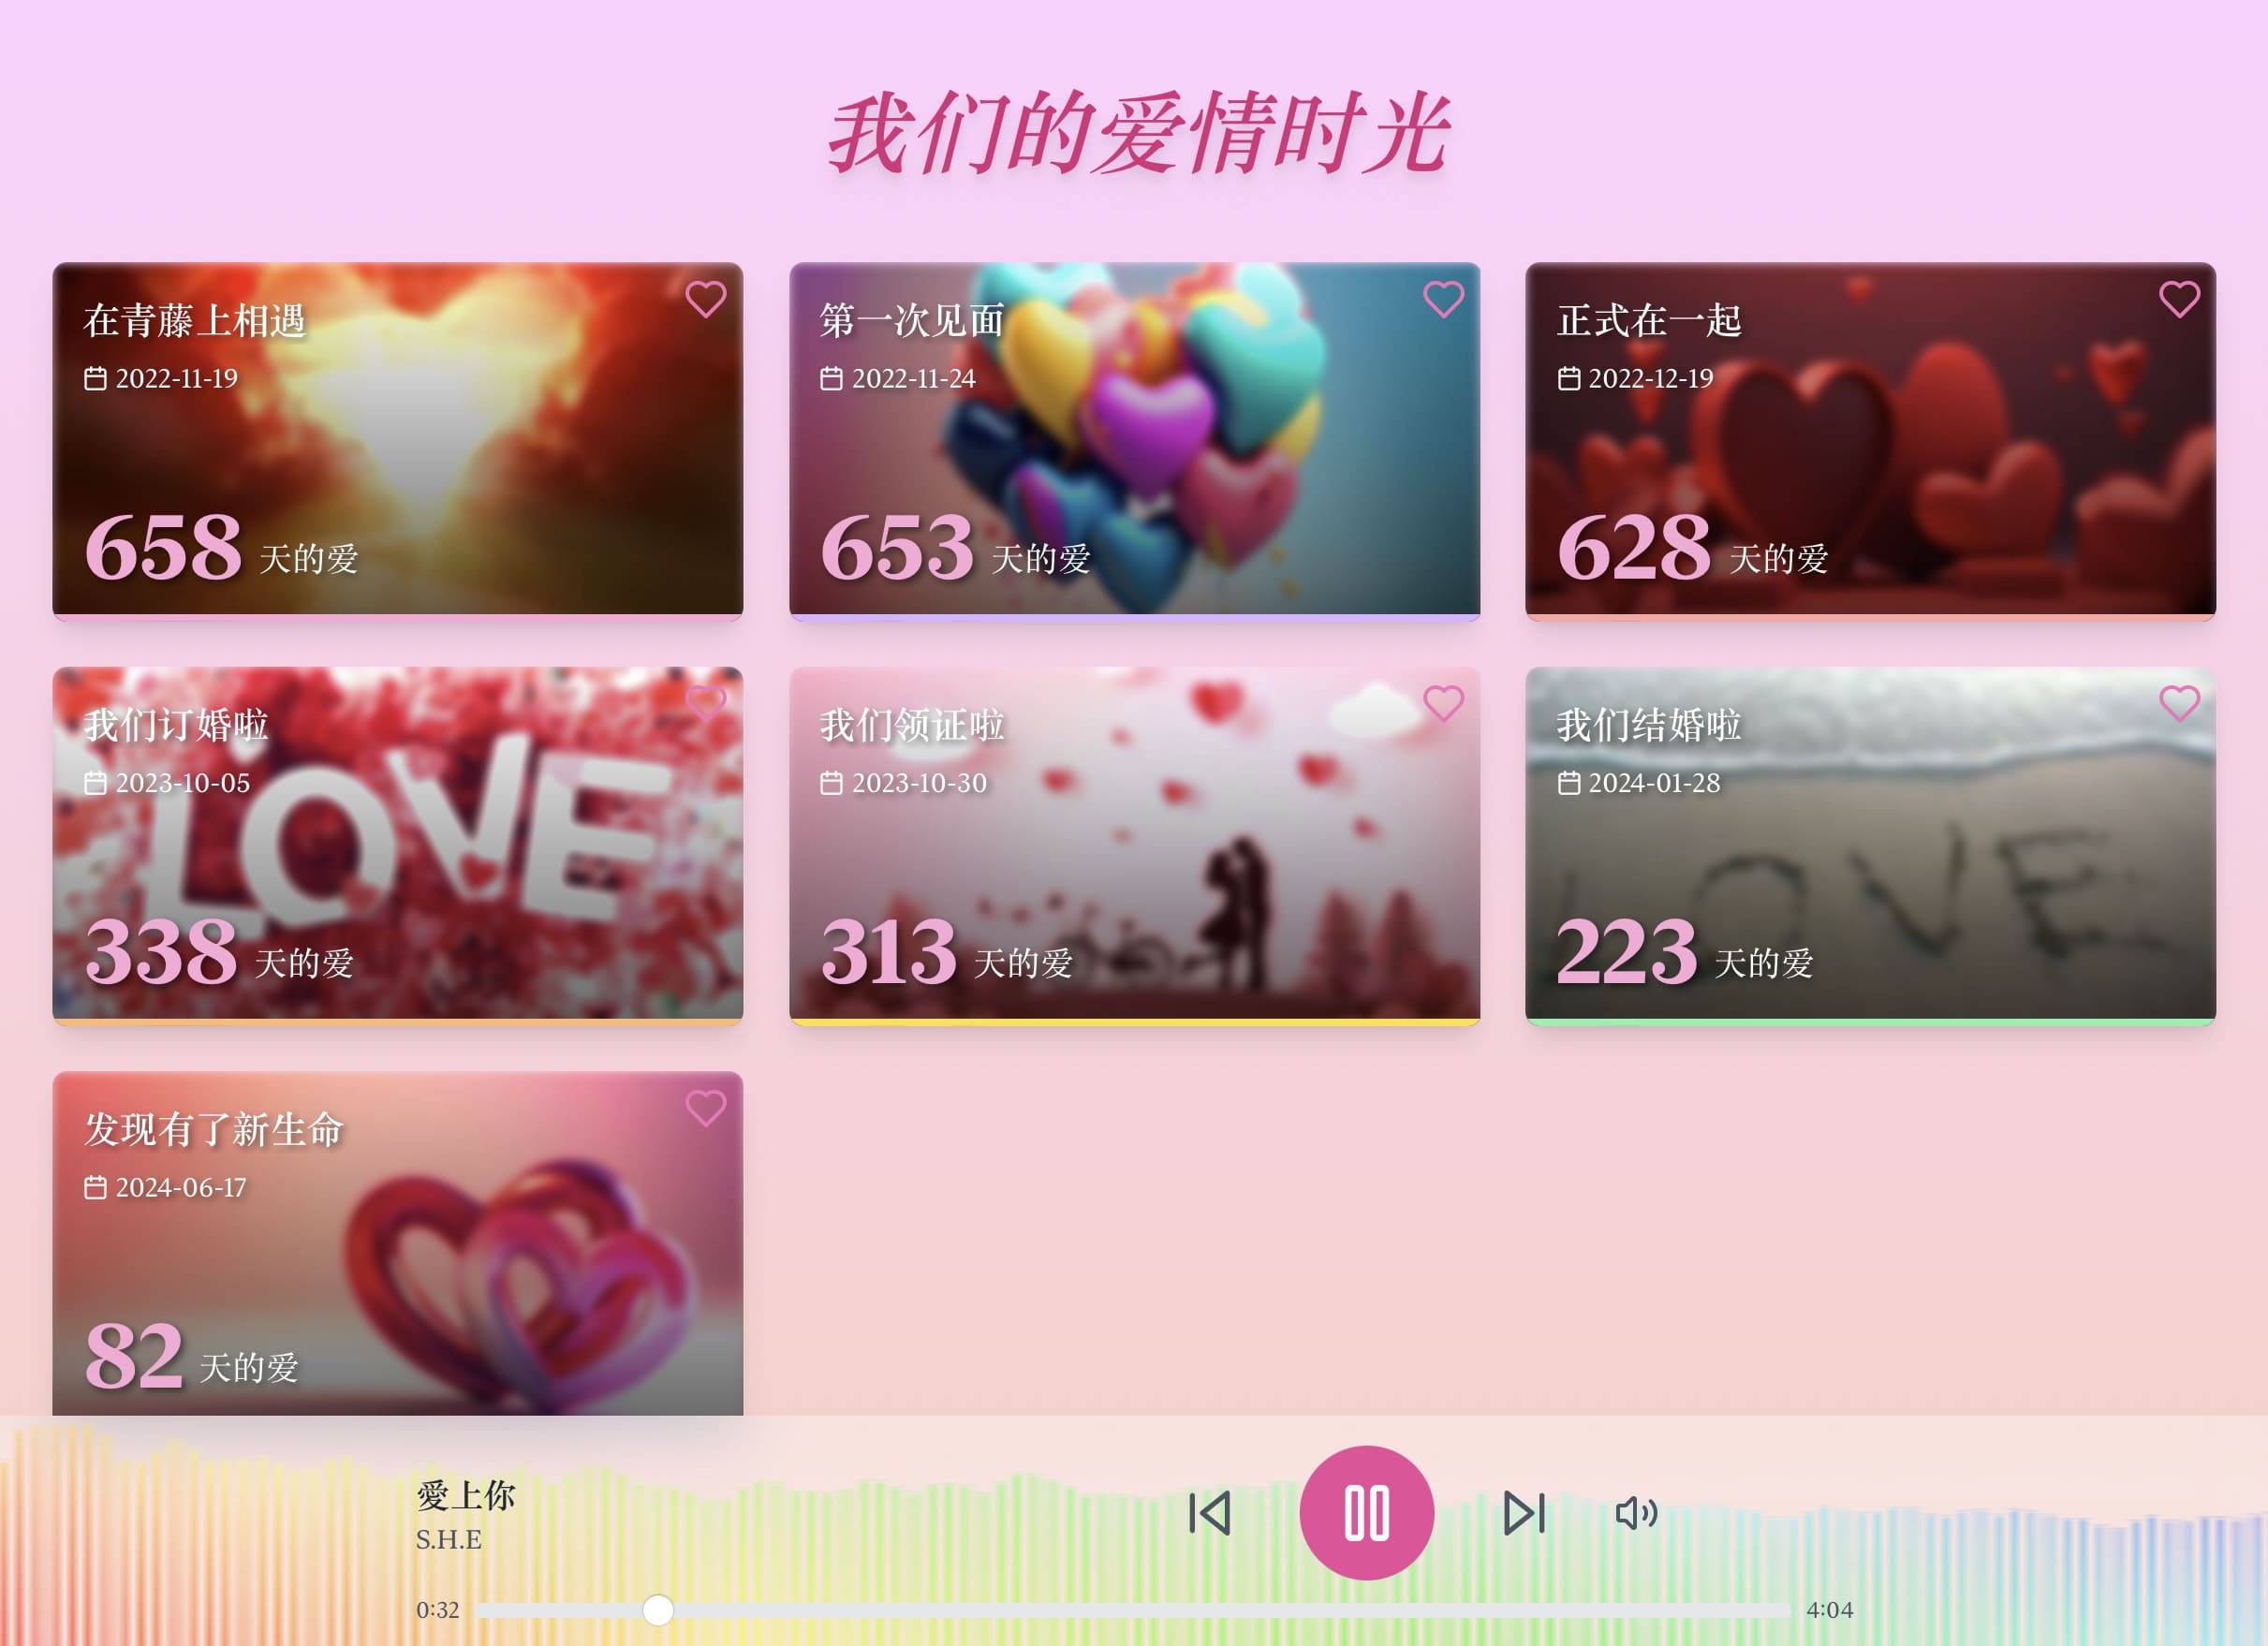 我们的爱情时光
在青藤上相遇
2022-11-19
658 天的爱
第一次见面
2022-11-24
653 天的爱
正式在一起
2022-12-19
628 天的爱
我们订婚啦
2023-10-05
LOVE
338 天的爱
我们领证啦
2023-10-30
313 天的爱
我们结婚啦
2024-01-28
LOVE
223 天的爱
发现有了新生命
2024-06-17
82 天的爱
愛上你
S.H.E
0:32
4:04